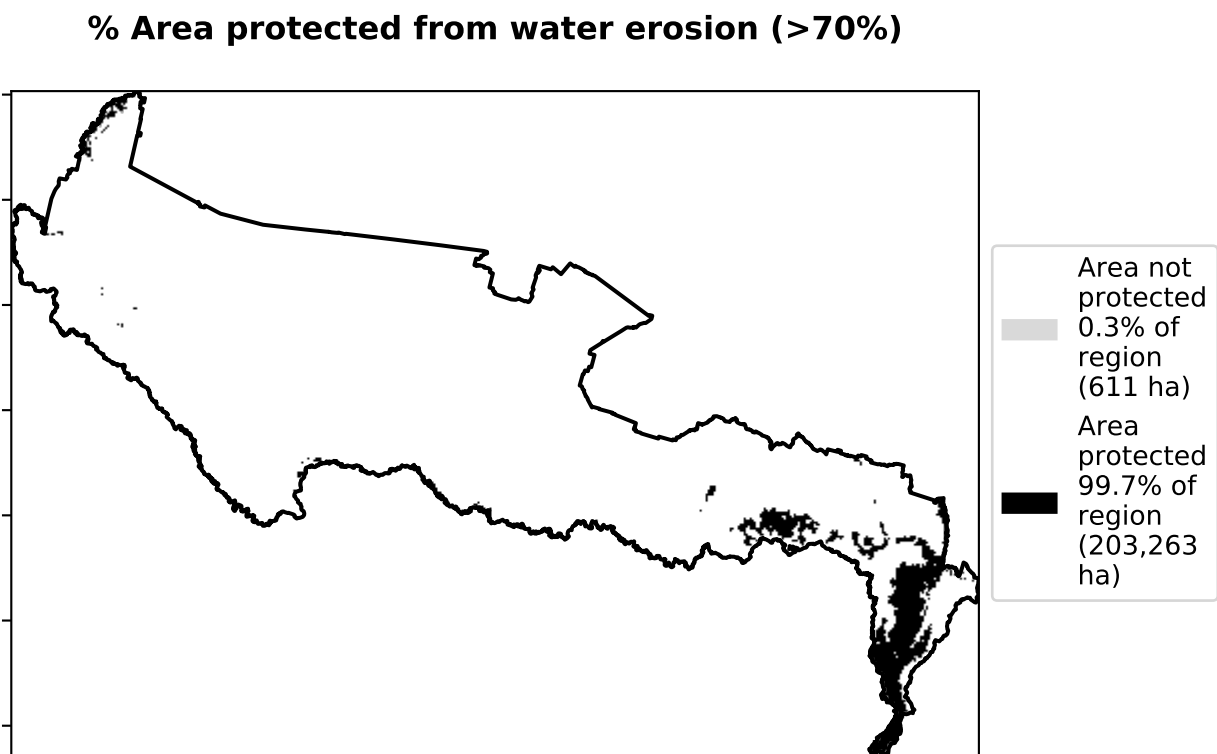 % Area protected from water erosion (>70%)
Area not
protected
0.3% of
region
(611 ha)
Area
protected
99.7% of
region
(203,263
ha)